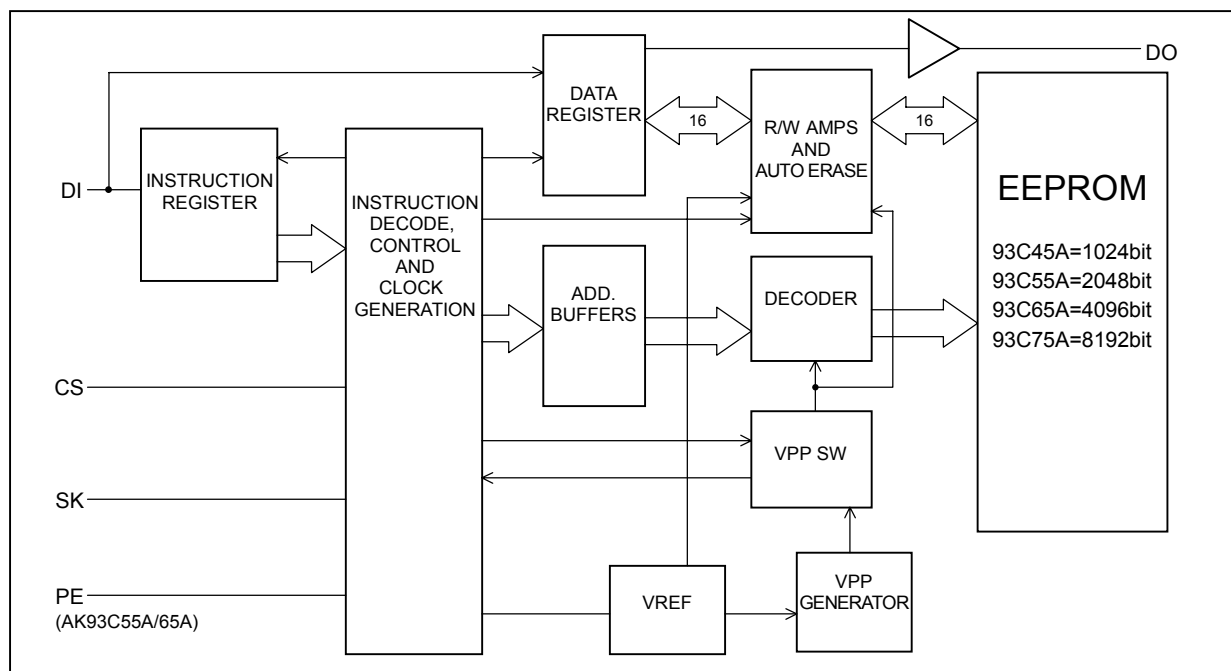 DO
DATA
REGISTER
16
R/W AMPS
AND
AUTO ERASE
16
EEPROM
93C45A=1024bit
93C55A=2048bit
93C65A=4096bit
93C75A=8192bit
DI
INSTRUCTION
REGISTER
INSTRUCTION
DECODE,
CONTROL
AND
CLOCK
GENERATION
ADD.
BUFFERS
DECODER
CS
VPP SW
SK
PE
(AK93C55A/65A)
VREF
VPP
GENERATOR